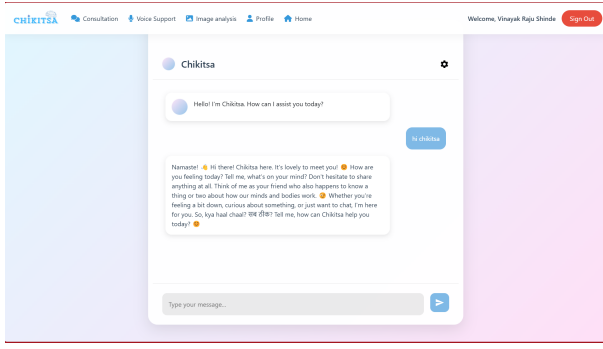 CHIKITSA
Consultation
Voice Support
Image analysis
Profile
Home
Welcome, Vinayak Raju Shinde
Sign Out
Chikitsa
Hello! I'm Chikitsa. How can I assist you today?
hi chikitsa
Namaste! 👋 Hi there! Chikitsa here. It's lovely to meet you! 😊 How are
you feeling today? Tell me, what's on your mind? Don't hesitate to share
anything at all. Think of me as your friend who also happens to know a
thing or two about how our minds and bodies work. 😉 Whether you're
feeling a bit down, curious about something, or just want to chat, I'm here
for you. So, kya haal chaal? सब ठीक? Tell me, how can Chikitsa help you
today? 😊
Type your message...